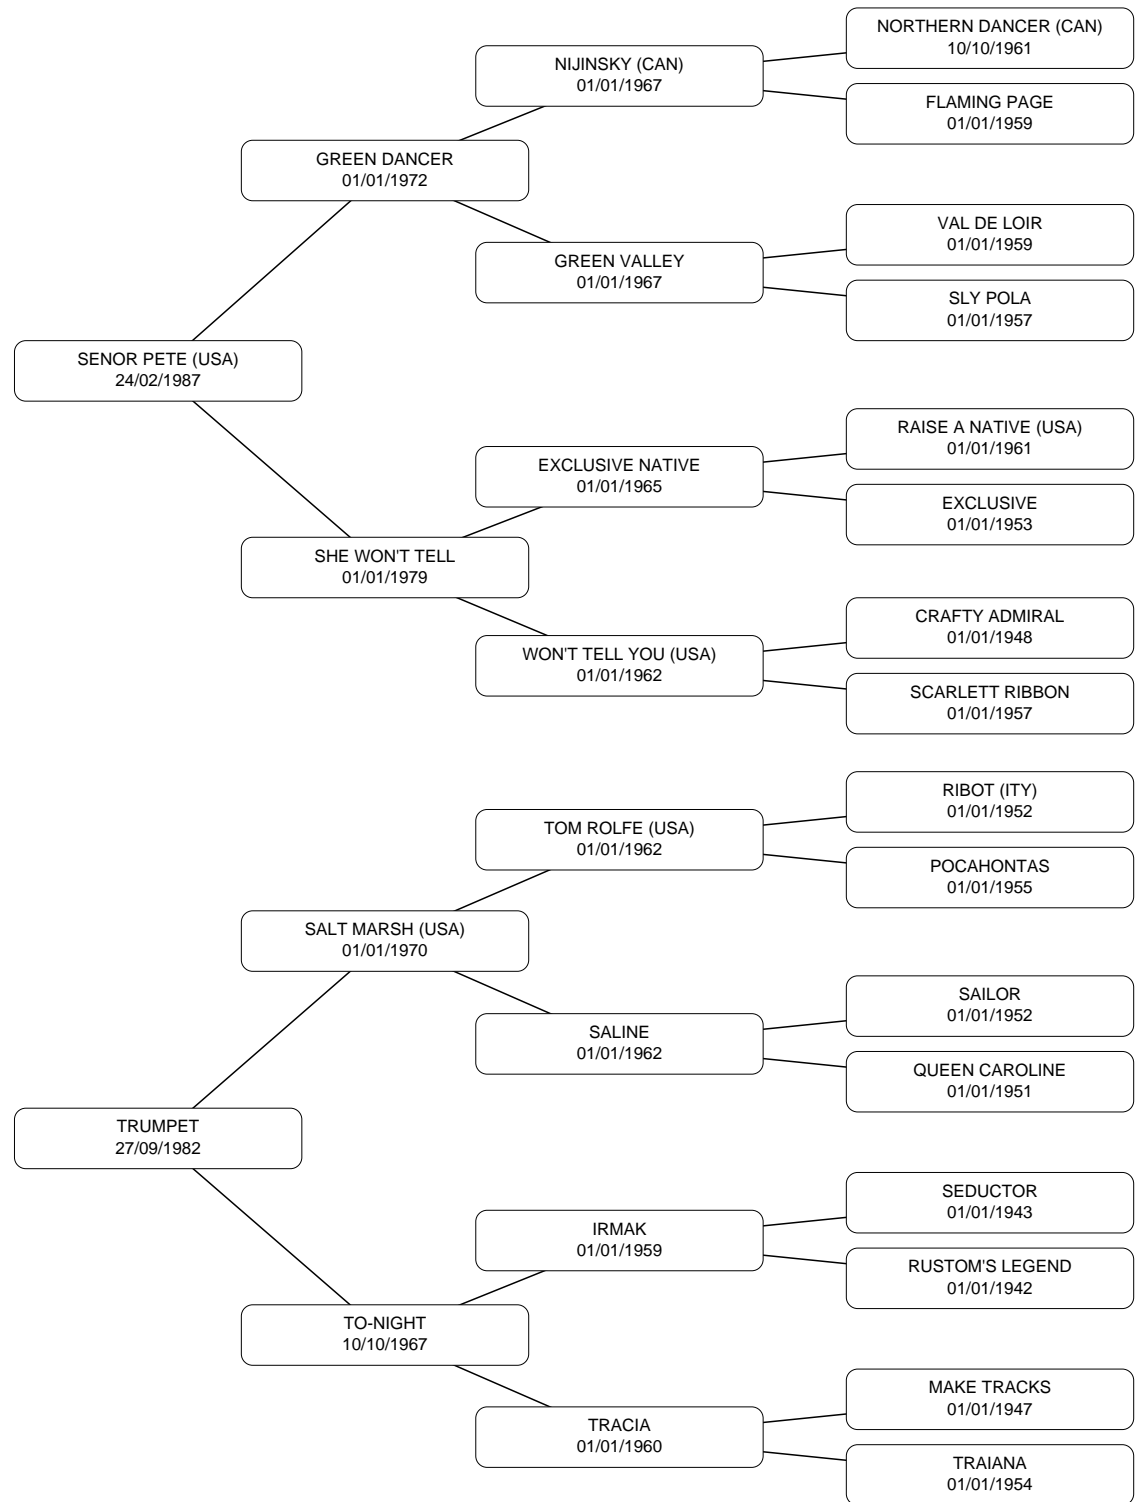 NORTHERN DANCER (CAN)
10/10/1961
NIJINSKY (CAN)
01/01/1967
FLAMING PAGE
01/01/1959
GREEN DANCER
01/01/1972
VAL DE LOIR
01/01/1959
GREEN VALLEY
01/01/1967
SLY POLA
01/01/1957
SENOR PETE (USA)
24/02/1987
RAISE A NATIVE (USA)
01/01/1961
EXCLUSIVE NATIVE
01/01/1965
EXCLUSIVE
01/01/1953
SHE WON'T TELL
01/01/1979
CRAFTY ADMIRAL
01/01/1948
WON'T TELL YOU (USA)
01/01/1962
SCARLETT RIBBON
01/01/1957
RIBOT (ITY)
01/01/1952
TOM ROLFE (USA)
01/01/1962
POCAHONTAS
01/01/1955
SALT MARSH (USA)
01/01/1970
SAILOR
01/01/1952
SALINE
01/01/1962
QUEEN CAROLINE
01/01/1951
TRUMPET
27/09/1982
SEDUCTOR
01/01/1943
IRMAK
01/01/1959
RUSTOM'S LEGEND
01/01/1942
TO-NIGHT
10/10/1967
MAKE TRACKS
01/01/1947
TRACIA
01/01/1960
TRAIANA
01/01/1954